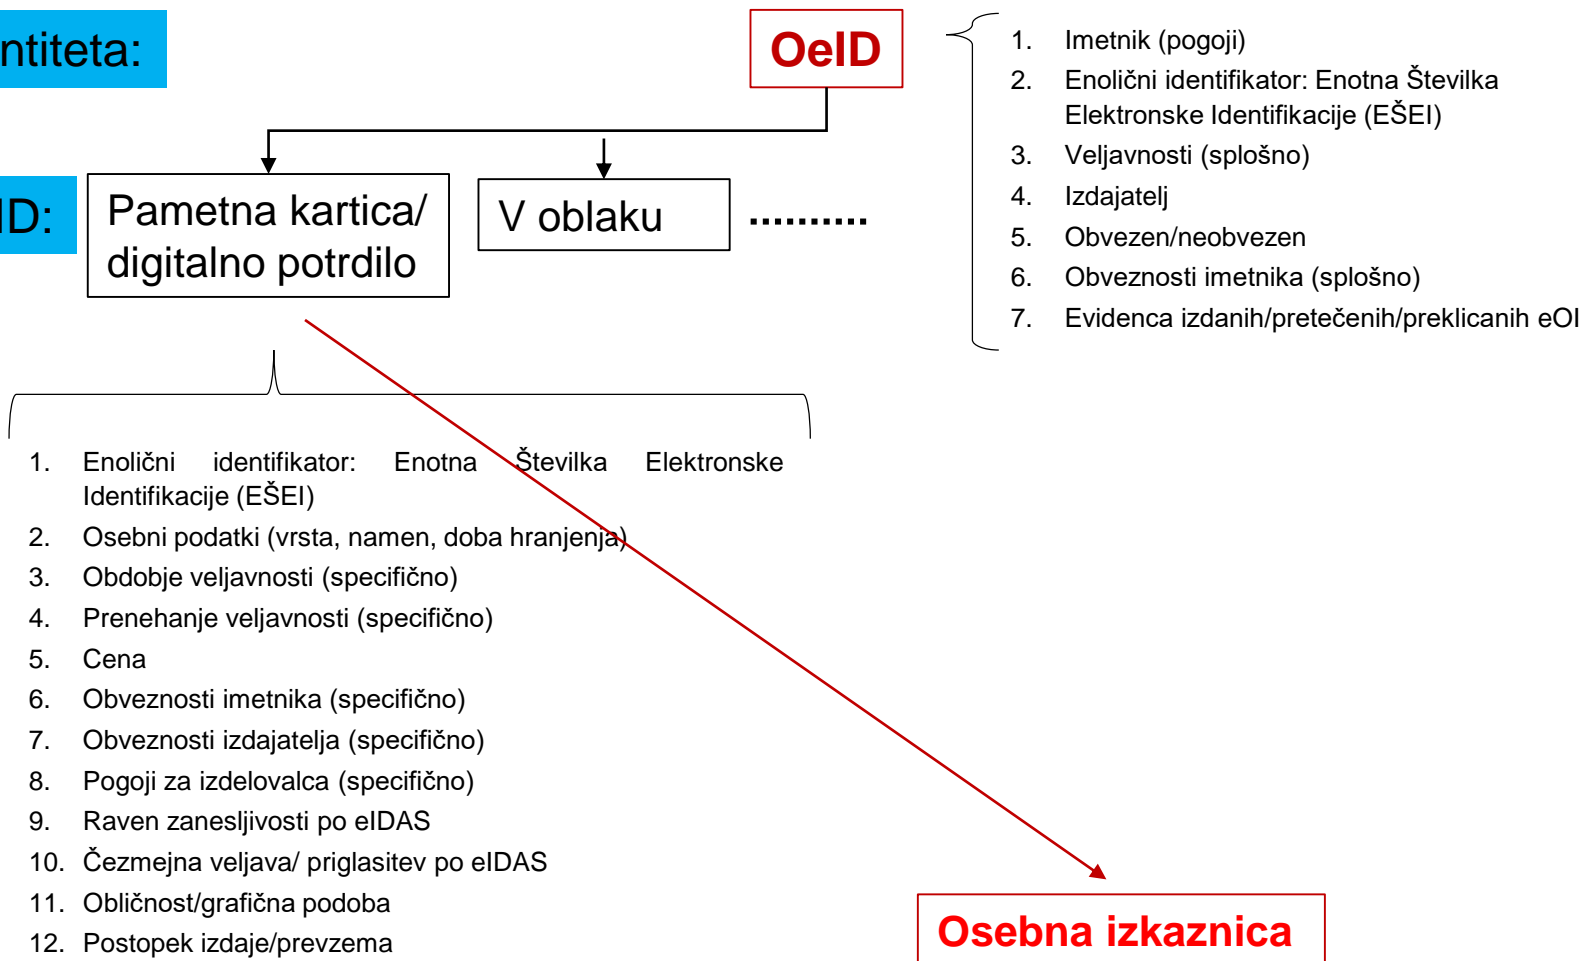 ntiteta:
OeID
1. Imetnik (pogoji)
2. Enolični identifikator: Enotna Številka
Elektronske Identifikacije (EŠEI)
3. Veljavnosti (splošno)
4. Izdajatelj
5. Obvezen/neobvezen
6. Obveznosti imetnika (splošno)
7. Evidenca izdanih/pretečenih/preklicanih eOI
ID:
Pametna kartica/
digitalno potrdilo
V oblaku
..........
1. Enolični identifikator: Enotna Številka Elektronske
Identifikacije (EŠEI)
2. Osebni podatki (vrsta, namen, doba hranjenja)
3. Obdobje veljavnosti (specifično)
4. Prenehanje veljavnosti (specifično)
5. Cena
6. Obveznosti imetnika (specifično)
7. Obveznosti izdajatelja (specifično)
8. Pogoji za izdelovalca (specifično)
9. Raven zanesljivosti po eIDAS
10. Čezmejna veljava/ priglasitev po eIDAS
11. Obličnost/grafična podoba
12. Postopek izdaje/prevzema
Osebna izkaznica